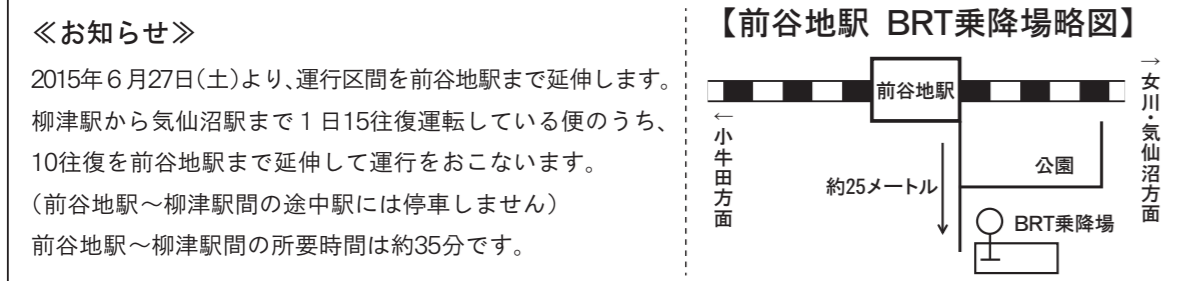 ≪お知らせ≫
2015年6月27日(土)より、運行区間を前谷地駅まで延伸します。
柳津駅から気仙沼駅まで1日15往復運転している便のうち、
10往復を前谷地駅まで延伸して運行をおこないます。
(前谷地駅～柳津駅間の途中駅には停車しません)
前谷地駅～柳津駅間の所要時間は約35分です。
【前谷地駅 BRT乗降場略図】
前谷地駅
←小牛田方面
→女川・気仙沼方面
公園
約25メートル
BRT乗降場